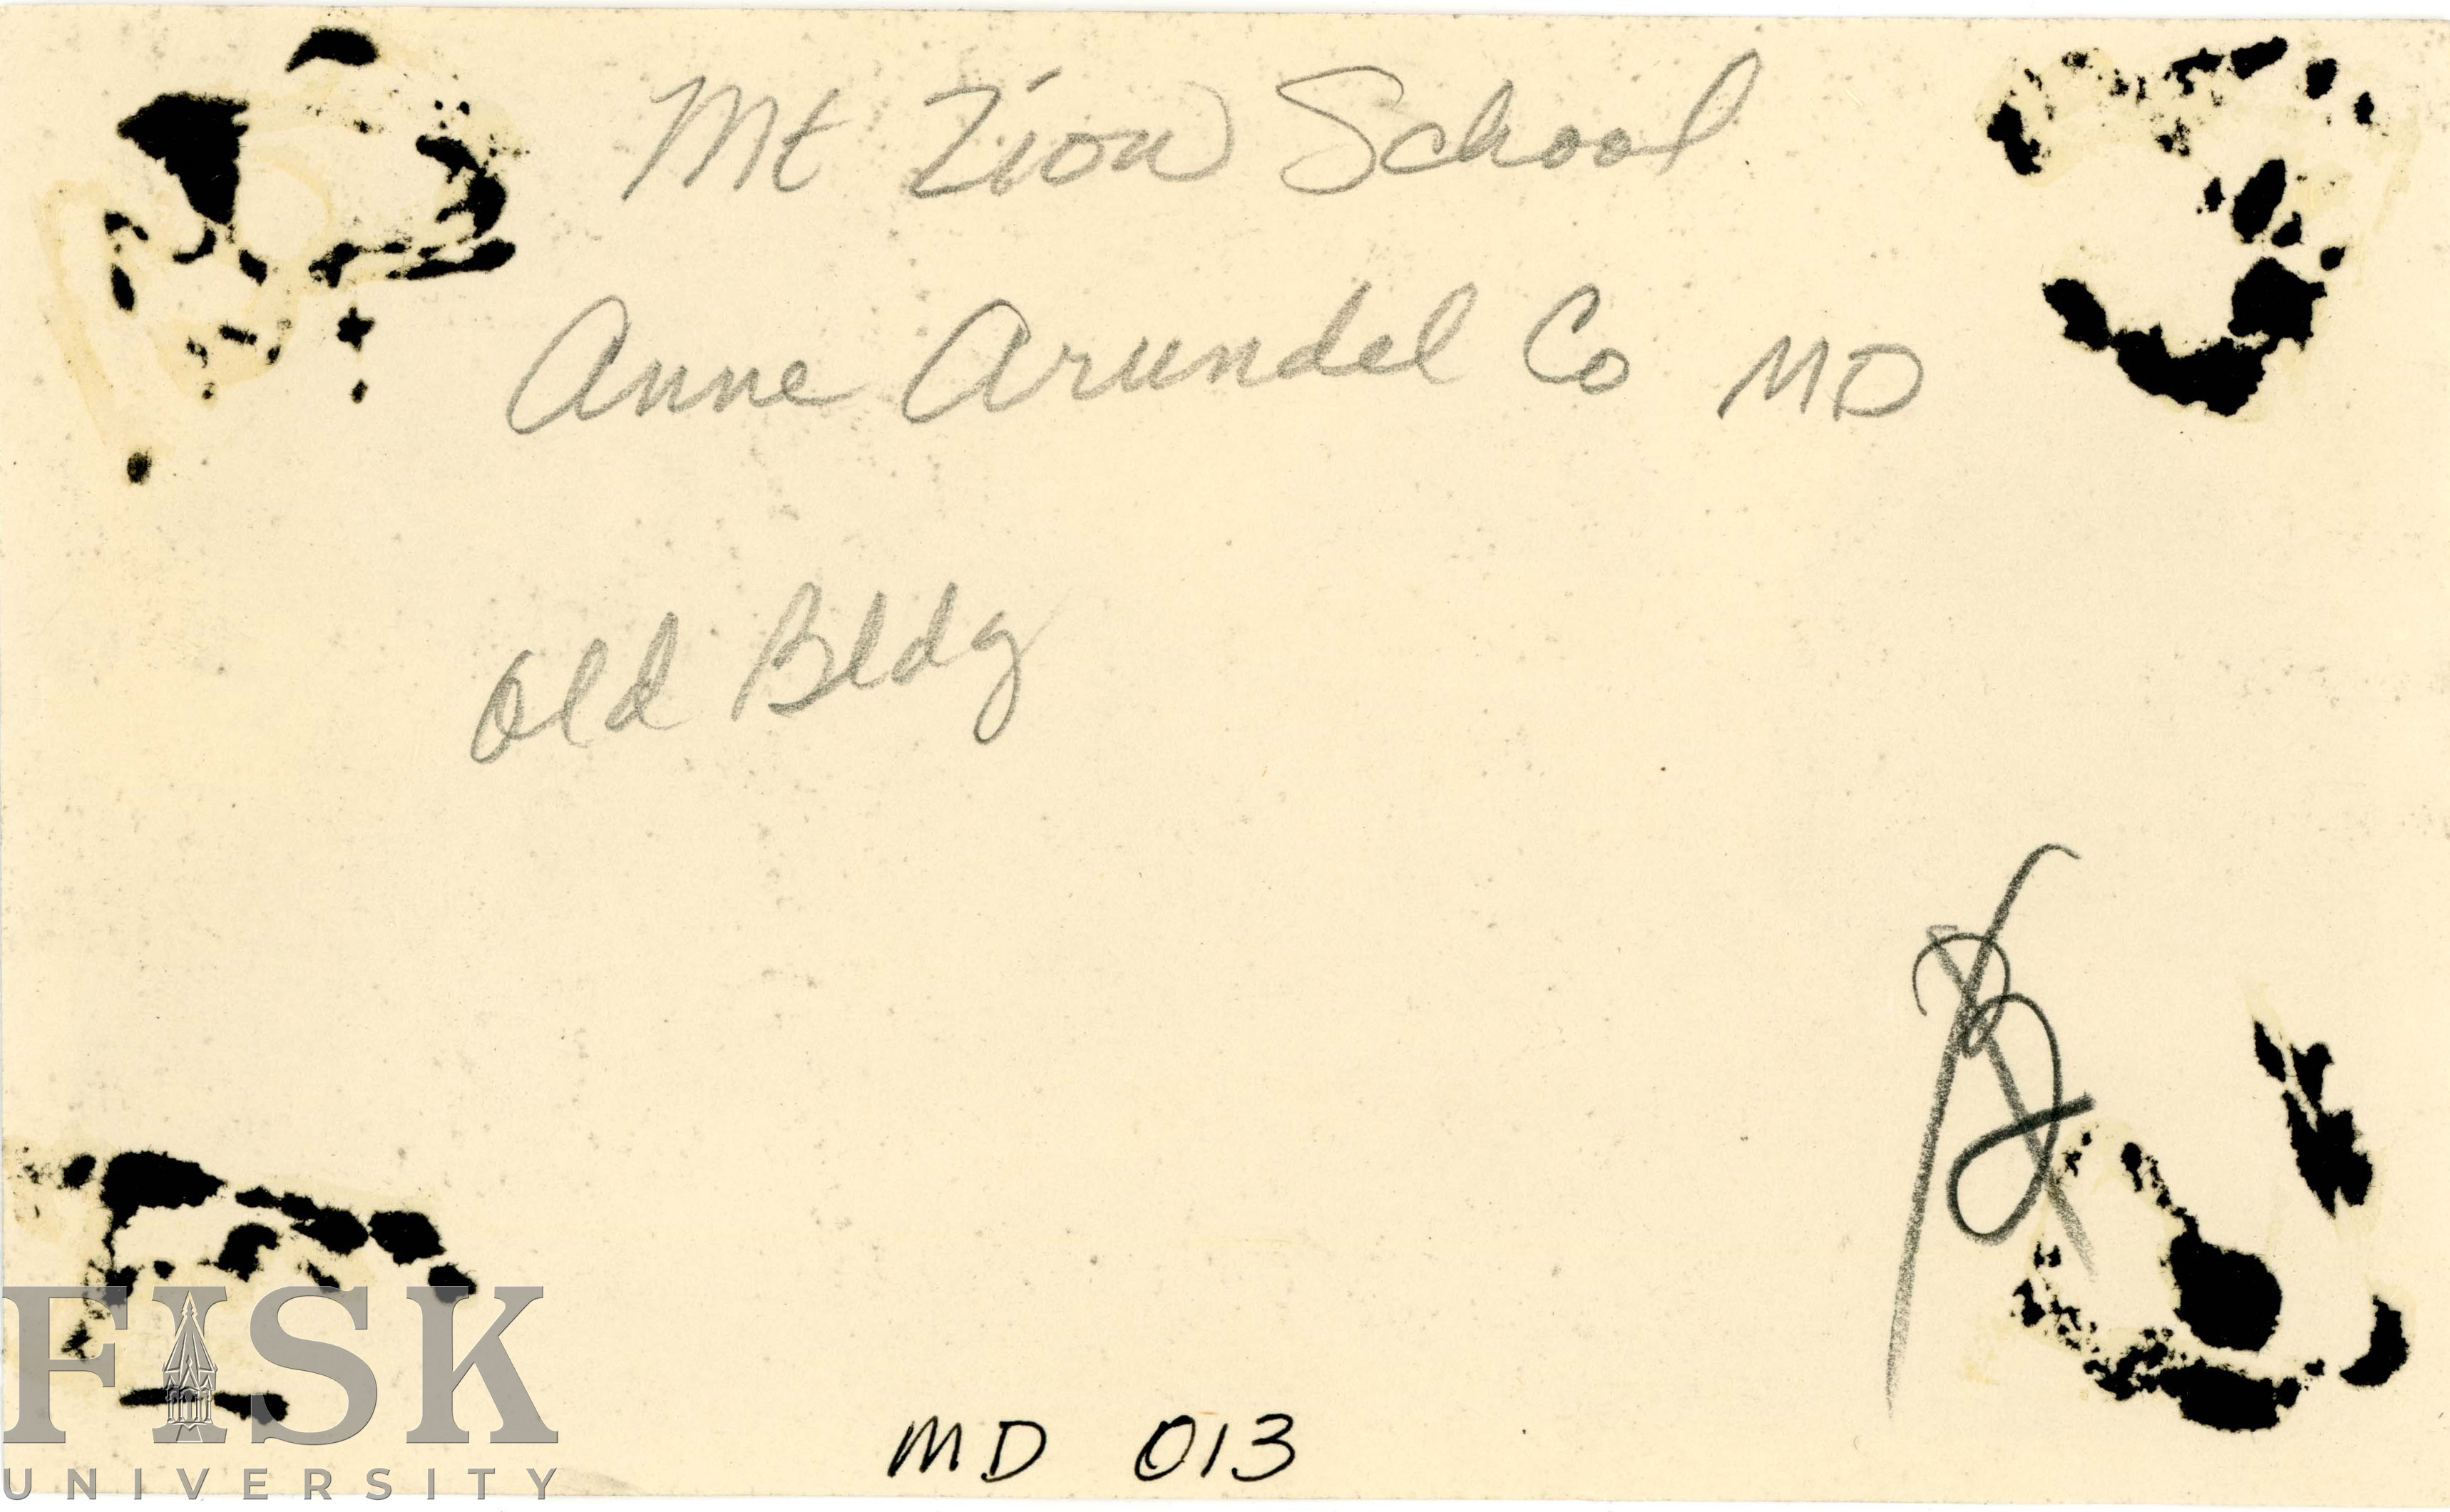 Mt Zion School
Anne Arundel Co MD
Old Bldg
MD 013
FISK
UNIVERSITY